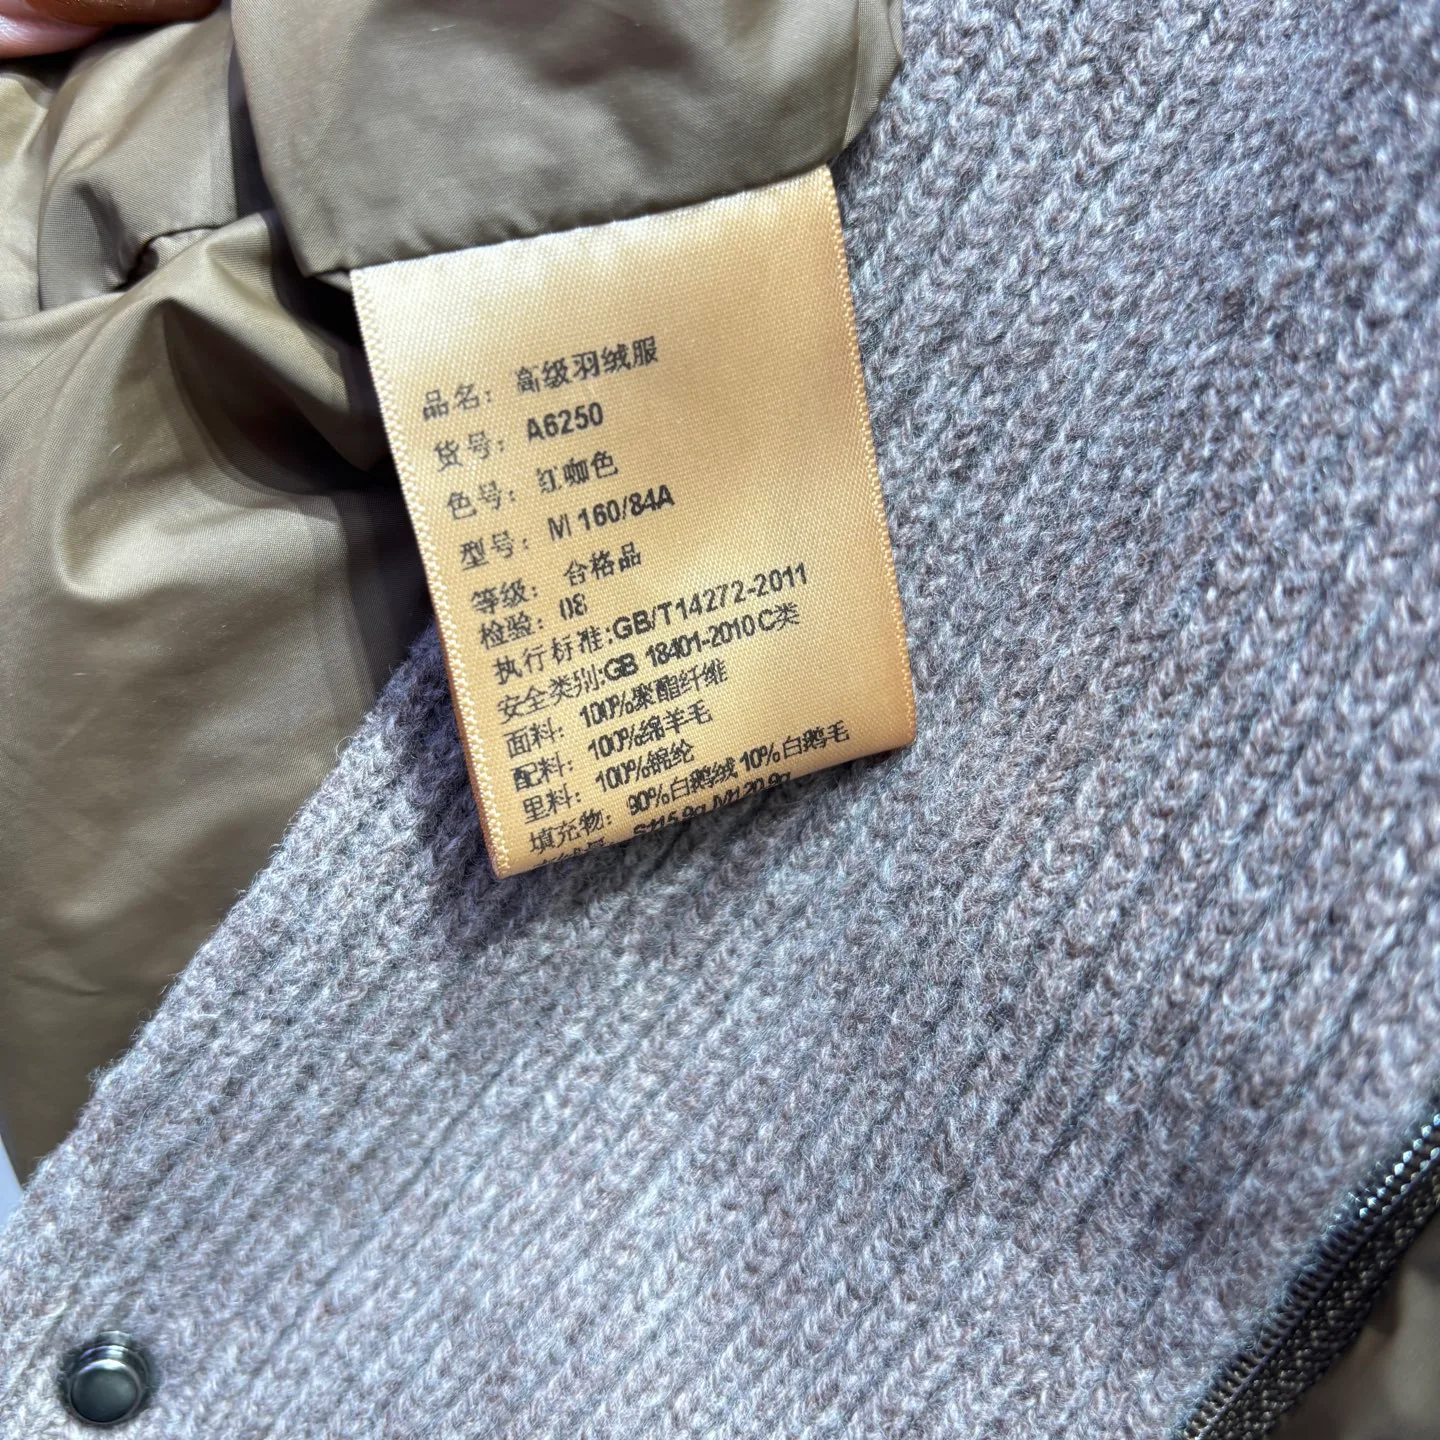 品名：高级羽绒服
货号：A6250
色号：红咖色
型号：M 160/84A
等级：合格品
检验：08
执行标准:GB/T14272-2011
安全类别:GB 18401-2010 C类
面料：100%聚酯纤维
配料：100%绵羊毛
里料：100%锦纶
填充物：90%白鹅绒 10%白鹅毛